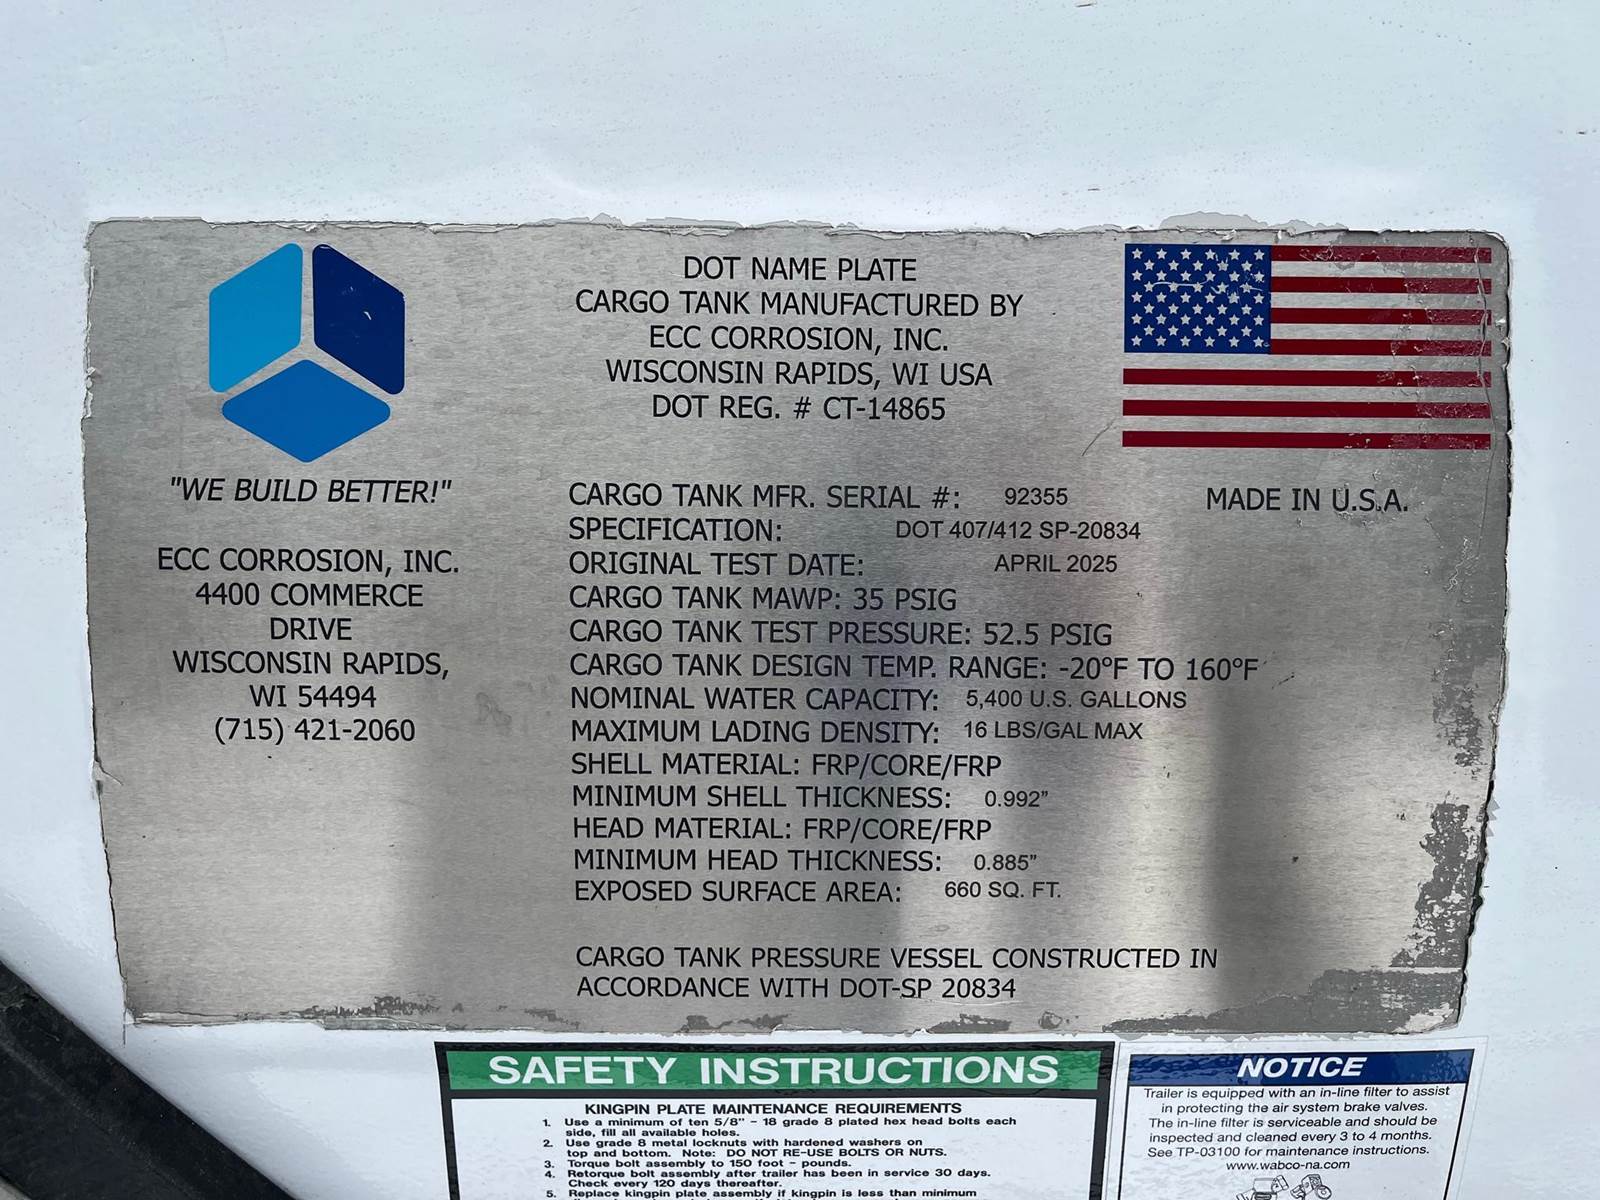 DOT NAME PLATE
CARGO TANK MANUFACTURED BY
ECC CORROSION, INC.
WISCONSIN RAPIDS, WI USA
DOT REG. # CT-14865
"WE BUILD BETTER!"
ECC CORROSION, INC.
4400 COMMERCE
DRIVE
WISCONSIN RAPIDS,
WI 54494
(715) 421-2060
CARGO TANK MFR. SERIAL #: 92355
MADE IN U.S.A.
SPECIFICATION: DOT 407/412 SP-20834
ORIGINAL TEST DATE: APRIL 2025
CARGO TANK MAWP: 35 PSIG
CARGO TANK TEST PRESSURE: 52.5 PSIG
CARGO TANK DESIGN TEMP. RANGE: -20°F TO 160°F
NOMINAL WATER CAPACITY: 5,400 U.S. GALLONS
MAXIMUM LADING DENSITY: 16 LBS/GAL MAX
SHELL MATERIAL: FRP/CORE/FRP
MINIMUM SHELL THICKNESS: 0.992”
HEAD MATERIAL: FRP/CORE/FRP
MINIMUM HEAD THICKNESS: 0.885”
EXPOSED SURFACE AREA: 660 SQ. FT.
CARGO TANK PRESSURE VESSEL CONSTRUCTED IN
ACCORDANCE WITH DOT-SP 20834
SAFETY INSTRUCTIONS
KINGPIN PLATE MAINTENANCE REQUIREMENTS
1. Use a minimum of ten 5/8" - 18 grade 8 plated hex head bolts each
side, fill all available holes.
2. Use grade 8 metal locknuts with hardened washers on
top and bottom. Note: DO NOT RE-USE BOLTS OR NUTS.
3. Torque bolt assembly to 150 foot - pounds.
4. Retorque bolt assembly after trailer has been in service 30 days.
Check every 120 days thereafter.
5. Replace kingpin plate assembly if kingpin is less than minimum
NOTICE
Trailer is equipped with an in-line filter to assist
in protecting the air system brake valves.
The in-line filter is serviceable and should be
inspected and cleaned every 3 to 4 months.
See TP-03100 for maintenance instructions.
www.wabco-na.com